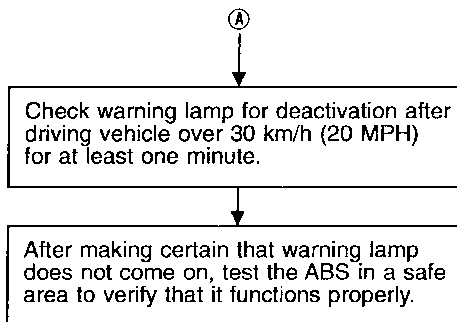 A
Check warning lamp for deactivation after
driving vehicle over 30 km/h (20 MPH)
for at least one minute.
After making certain that warning lamp
does not come on, test the ABS in a safe
area to verify that it functions properly.